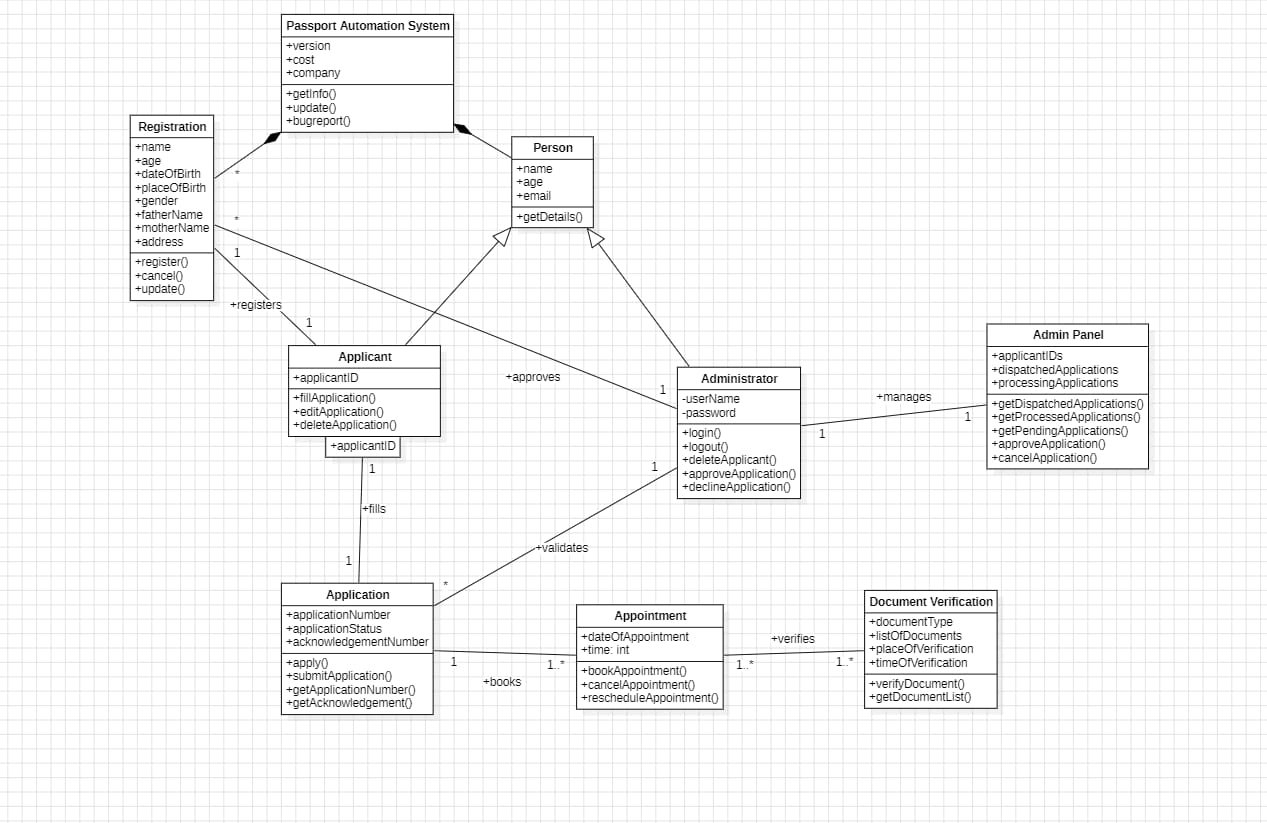 Passport Automation System
+version
+cost
+company
+getInfo()
+update()
+bugreport()
Registration
+name
+age
+dateOfBirth
+placeOfBirth
+gender
+fatherName
+motherName
+address
+register()
+cancel()
+update()
*
*
1
+registers
1
Person
+name
+age
+email
+getDetails()
Applicant
+applicantID
+fillApplication()
+editApplication()
+deleteApplication()
+applicantID
1
+fills
1
+approves
1
Administrator
-userName
-password
+login()
+logout()
+deleteApplicant()
+approveApplication()
+declineApplication()
1
+manages
1
Admin Panel
+applicantIDs
+dispatchedApplications
+processingApplications
+getDispatchedApplications()
+getProcessedApplications()
+getPendingApplications()
+approveApplication()
+cancelApplication()
1
+validates
*
Application
+applicationNumber
+applicationStatus
+acknowledgementNumber
+apply()
+submitApplication()
+getApplicationNumber()
+getAcknowledgement()
1
+books
1..*
Appointment
+dateOfAppointment
+time: int
+bookAppointment()
+cancelAppointment()
+rescheduleAppointment()
1..*
+verifies
1..*
Document Verification
+documentType
+listOfDocuments
+placeOfVerification
+timeOfVerification
+verifyDocument()
+getDocumentList()